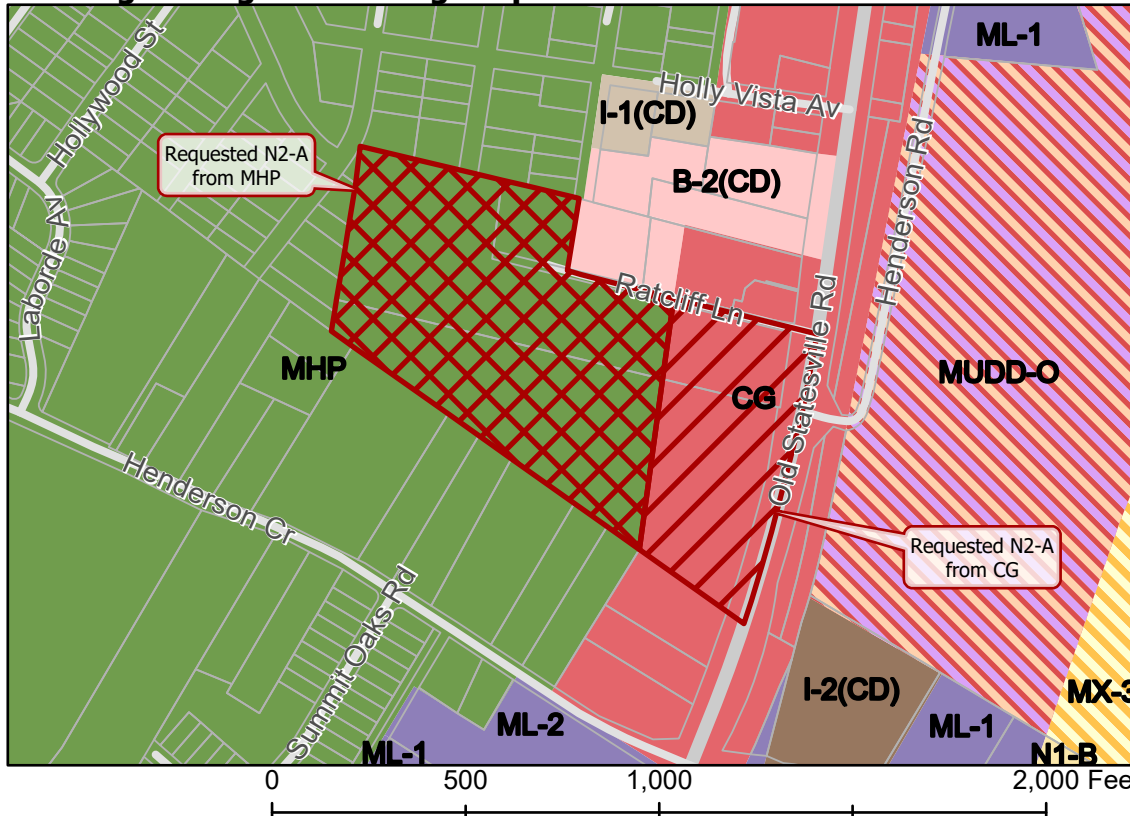 ML-1
Hollywood St
Holly Vista Av
I-1(CD)
Requested N2-A
from MHP
B-2(CD)
Henderson Rd
Laborde Av
Ratcliff Ln
MHP
CG
MUDD-O
Old Statesville Rd
Henderson Cr
Requested N2-A
from CG
Summit Oaks Rd
I-2(CD)
MX-3
ML-2
ML-1
ML-1
N1-B
0 500 1,000 2,000 Fee